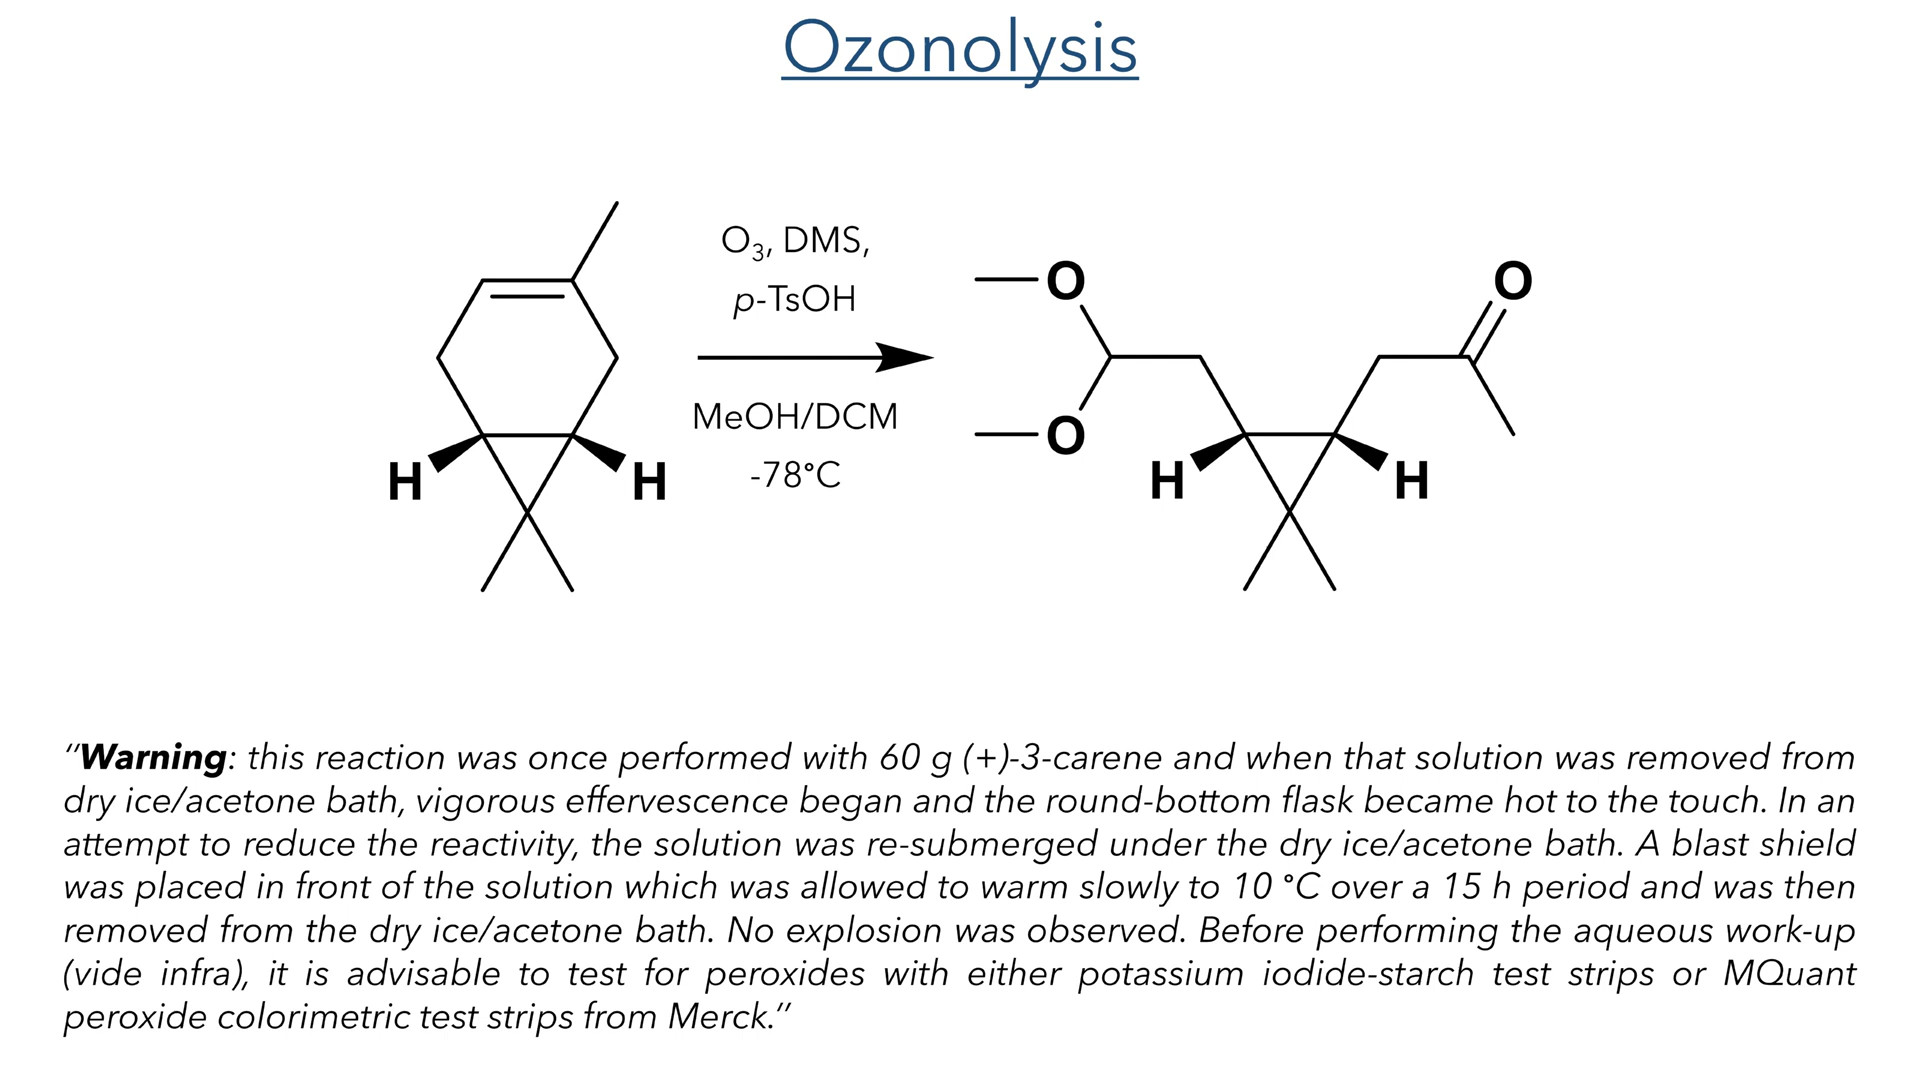 Ozonolysis
O₃, DMS,
p-TsOH
MeOH/DCM
-78°C
O
O
H
H
O
H
H
"Warning: this reaction was once performed with 60 g (+)-3-carene and when that solution was removed from
dry ice/acetone bath, vigorous effervescence began and the round-bottom flask became hot to the touch. In an
attempt to reduce the reactivity, the solution was re-submerged under the dry ice/acetone bath. A blast shield
was placed in front of the solution which was allowed to warm slowly to 10 °C over a 15 h period and was then
removed from the dry ice/acetone bath. No explosion was observed. Before performing the aqueous work-up
(vide infra), it is advisable to test for peroxides with either potassium iodide-starch test strips or MQuant
peroxide colorimetric test strips from Merck."